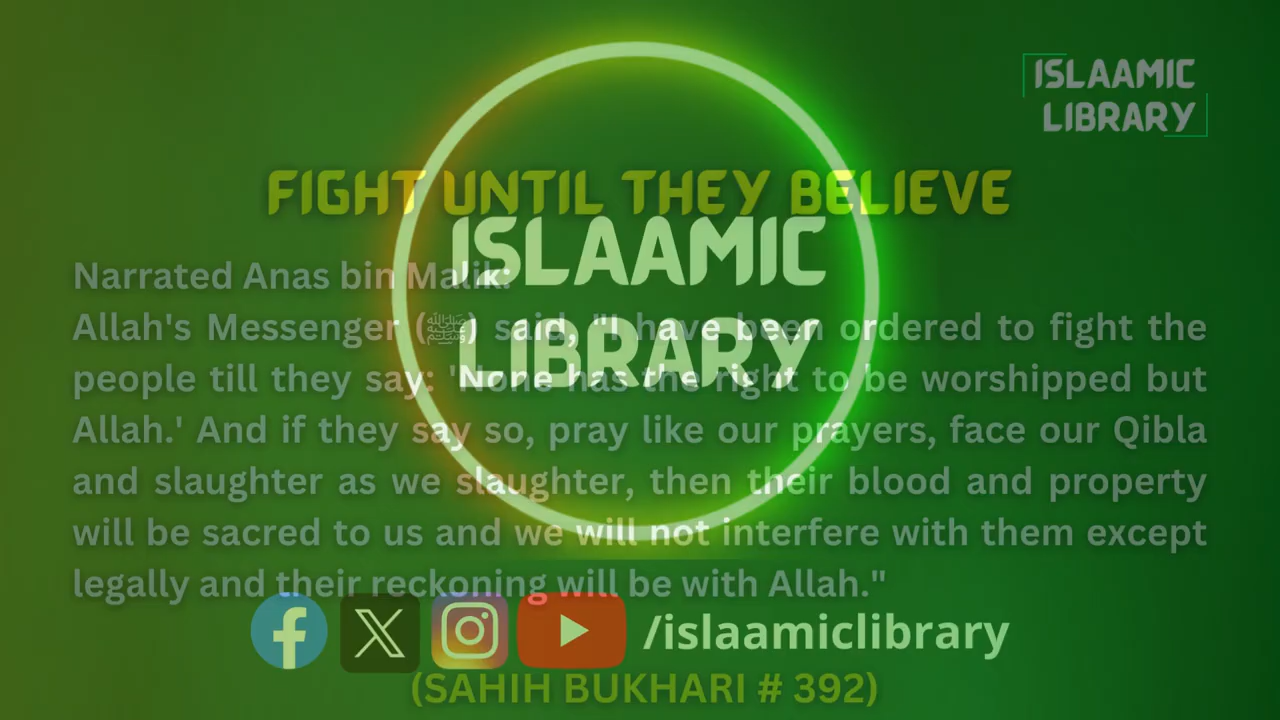 ISLAAMIC
LIBRARY
FIGHT UNTIL THEY BELIEVE
ISLAAMIC
LIBRARY
Narrated Anas bin Malik:
Allah's Messenger (ﷺ) said, "I have been ordered to fight the
people till they say: 'None has the right to be worshipped but
Allah.' And if they say so, pray like our prayers, face our Qibla
and slaughter as we slaughter, then their blood and property
will be sacred to us and we will not interfere with them except
legally and their reckoning will be with Allah."
/islaamiclibrary
(SAHIH BUKHARI # 392)